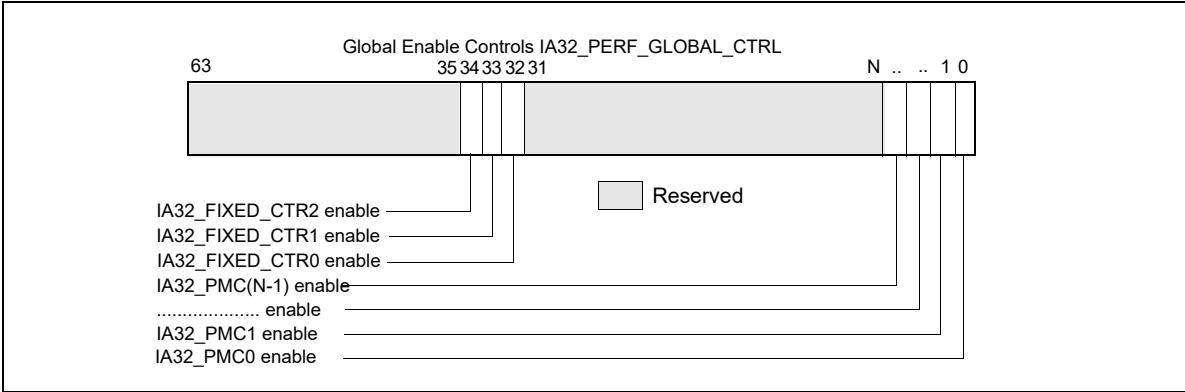 Global Enable Controls IA32_PERF_GLOBAL_CTRL
63 35 34 33 32 31 N .. .. 1 0
Reserved
IA32_FIXED_CTR2 enable
IA32_FIXED_CTR1 enable
IA32_FIXED_CTR0 enable
IA32_PMC(N-1) enable
.................... enable
IA32_PMC1 enable
IA32_PMC0 enable